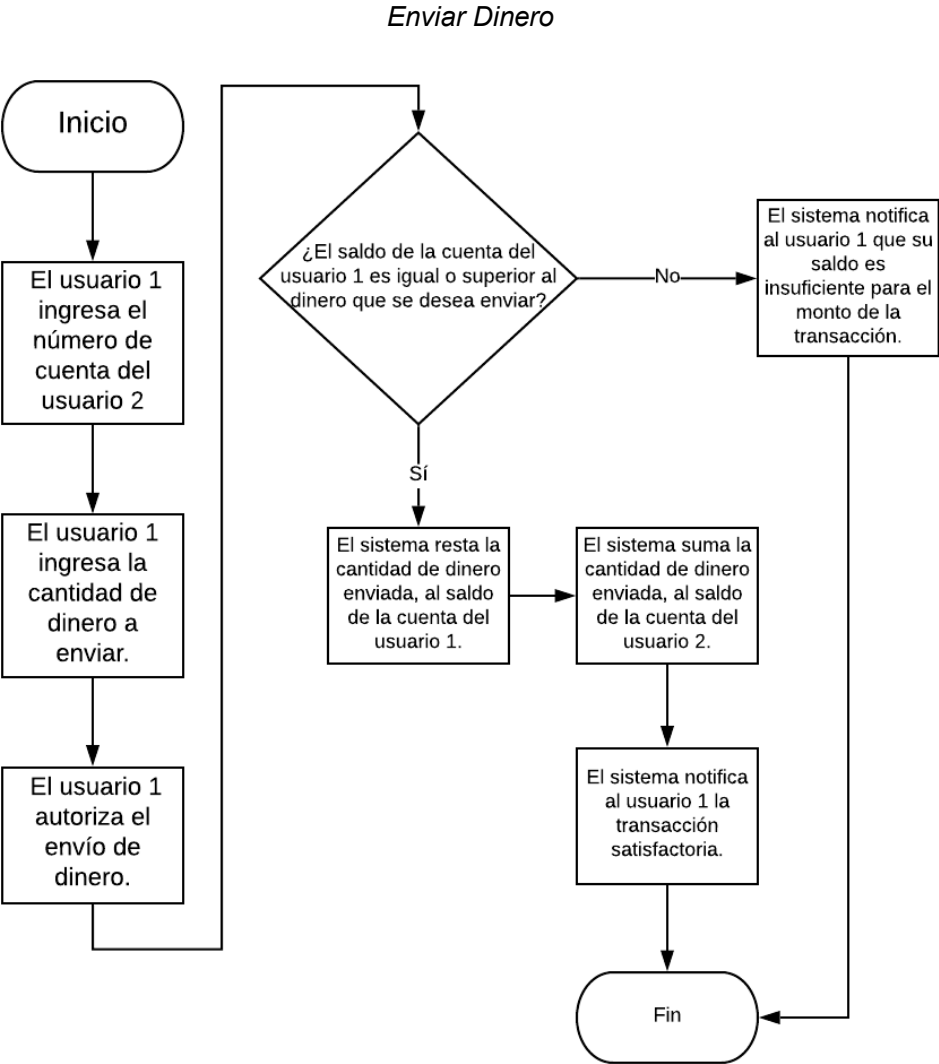 Enviar Dinero
Inicio
El usuario 1
ingresa el
número de
cuenta del
usuario 2
El usuario 1
ingresa la
cantidad de
dinero a
enviar.
El usuario 1
autoriza el
envío de
dinero.
¿El saldo de la cuenta del
usuario 1 es igual o superior al
dinero que se desea enviar?
No
El sistema notifica
al usuario 1 que su
saldo es
insuficiente para el
monto de la
transacción.
Sí
El sistema resta la
cantidad de dinero
enviada, al saldo
de la cuenta del
usuario 1.
El sistema suma la
cantidad de dinero
enviada, al saldo
de la cuenta del
usuario 2.
El sistema notifica
al usuario 1 la
transacción
satisfactoria.
Fin